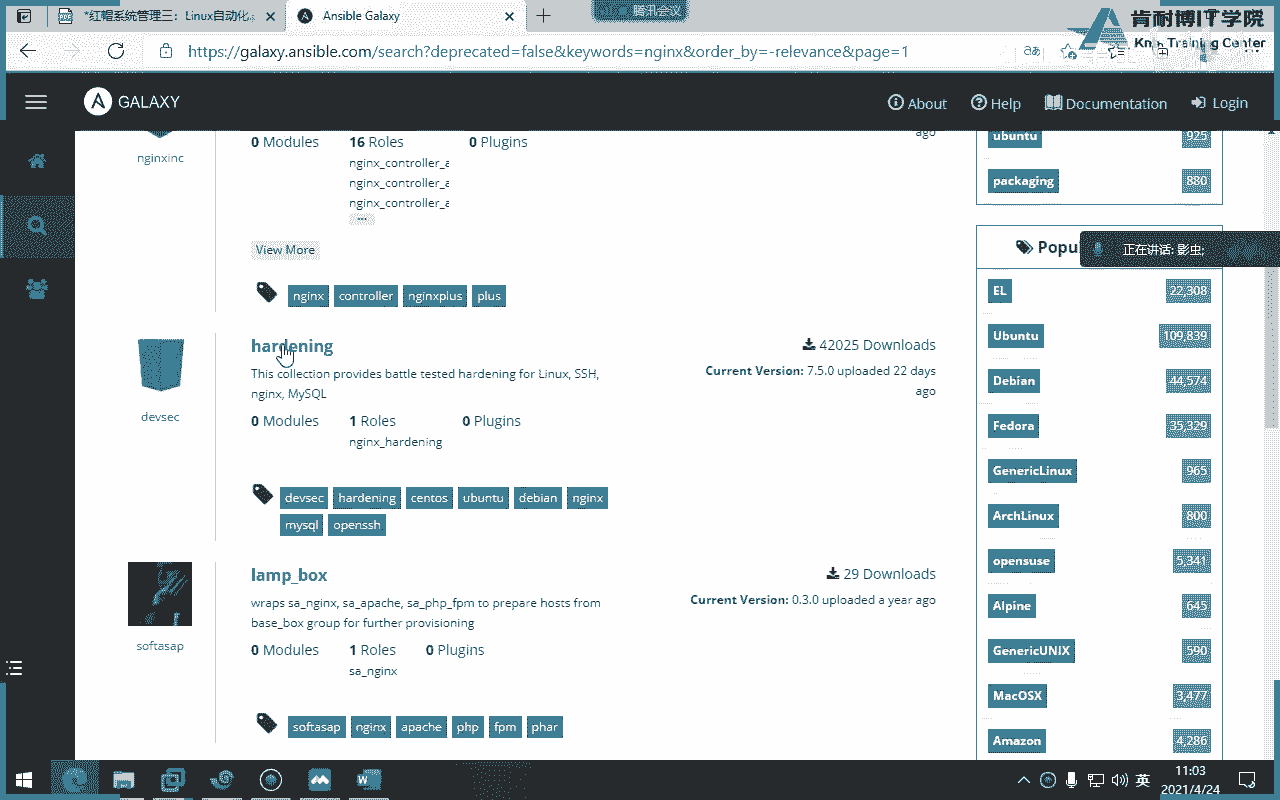 *红帽系统管理三：Linux自动化
Ansible Galaxy
腾讯会议
肯耐博IT学院
Training Center
https://galaxy.ansible.com/search?deprecated=false&keywords=nginx&order_by=-relevance&page=1
GALAXY
About
Help
Documentation
Login
nginxinc
0 Modules
16 Roles
0 Plugins
ago
nginx_controller_a
nginx_controller_a
nginx_controller_a
...
View More
nginx
controller
nginxplus
plus
hardening
42025 Downloads
This collection provides battle tested hardening for Linux, SSH,
nginx, MySQL
Current Version: 7.5.0 uploaded 22 days
ago
devsec
0 Modules
1 Roles
0 Plugins
nginx_hardening
devsec
hardening
centos
ubuntu
debian
nginx
mysql
openssh
lamp_box
29 Downloads
wraps sa_nginx, sa_apache, sa_php_fpm to prepare hosts from
base_box group for further provisioning
Current Version: 0.3.0 uploaded a year ago
softasap
0 Modules
1 Roles
0 Plugins
sa_nginx
softasap
nginx
apache
php
fpm
phar
ubuntu 925
packaging 880
Popu
正在讲话: 影虫;
EL 22,308
Ubuntu 109,839
Debian 44,574
Fedora 35,329
GenericLinux 965
ArchLinux 800
opensuse 5,341
Alpine 645
GenericUNIX 590
MacOSX 3,477
Amazon 4,286
英
11:03
2021/4/24